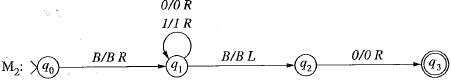 0/0 R
1/1 R
M₂: q₀ B/B R q₁ B/B L q₂ 0/0 R q₃